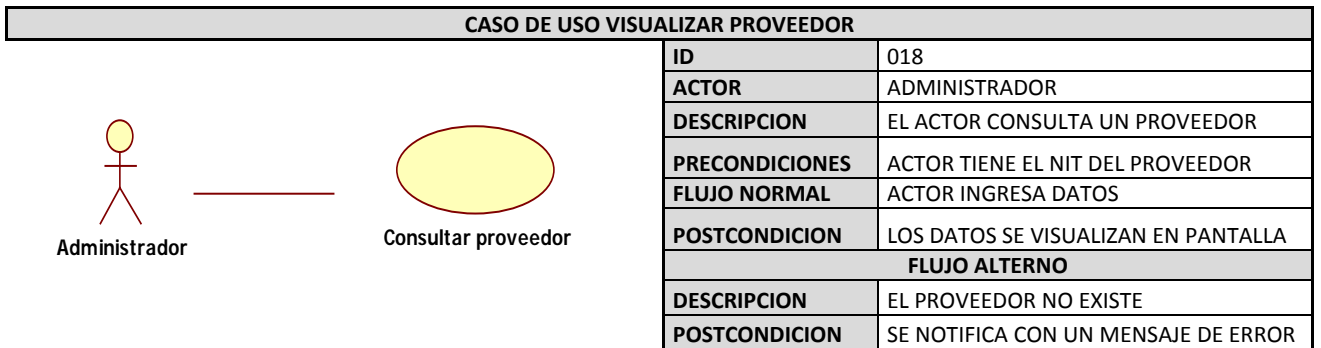 CASO DE USO VISUALIZAR PROVEEDOR
ID 018
ACTOR ADMINISTRADOR
DESCRIPCION EL ACTOR CONSULTA UN PROVEEDOR
PRECONDICIONES ACTOR TIENE EL NIT DEL PROVEEDOR
FLUJO NORMAL ACTOR INGRESA DATOS
POSTCONDICION LOS DATOS SE VISUALIZAN EN PANTALLA
FLUJO ALTERNO
DESCRIPCION EL PROVEEDOR NO EXISTE
POSTCONDICION SE NOTIFICA CON UN MENSAJE DE ERROR
Administrador
Consultar proveedor